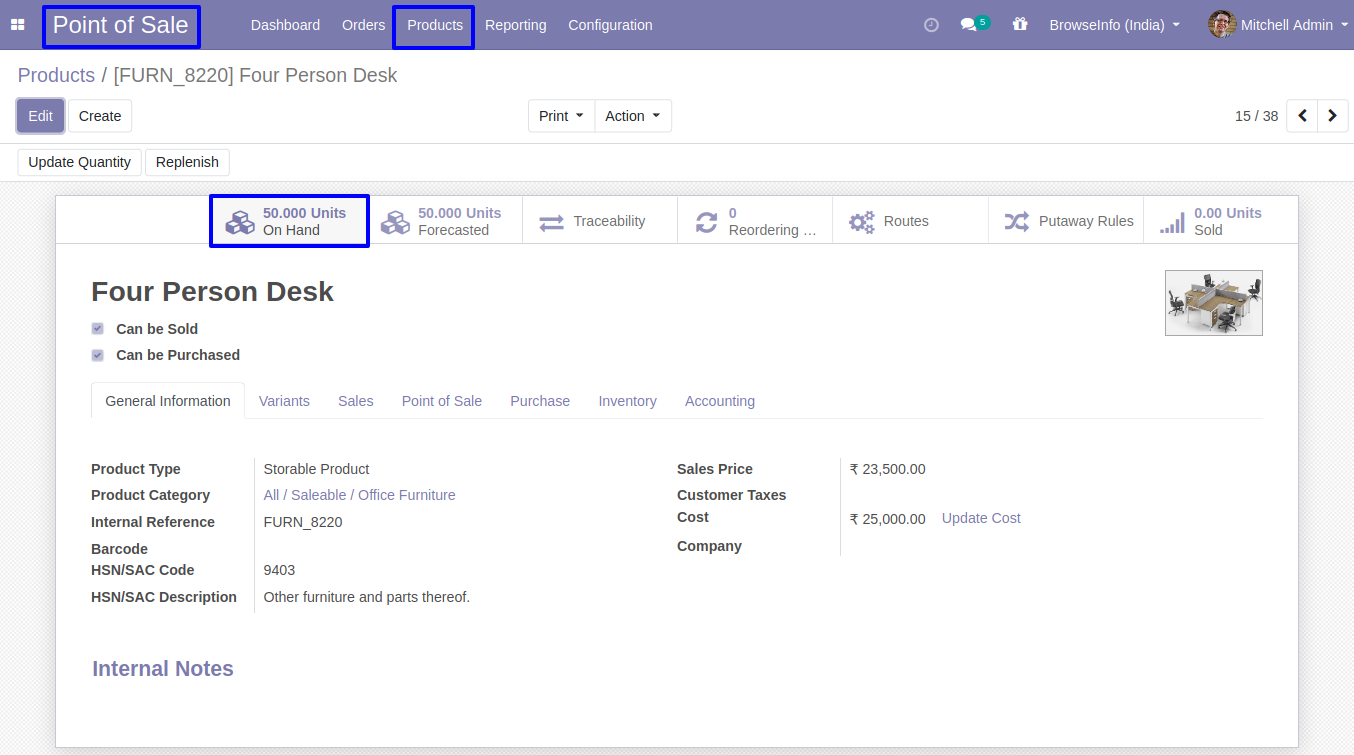 Point of Sale Dashboard Orders Products Reporting Configuration 5 BrowseInfo (India) Mitchell Admin
Products / [FURN_8220] Four Person Desk
Edit Create Print Action 15 / 38
Update Quantity Replenish
50.000 Units
On Hand
50.000 Units
Forecasted
Traceability
0
Reordering ...
Routes
Putaway Rules
0.00 Units
Sold
Four Person Desk
Can be Sold
Can be Purchased
General Information Variants Sales Point of Sale Purchase Inventory Accounting
Product Type Storable Product
Product Category All / Saleable / Office Furniture
Internal Reference FURN_8220
Barcode
HSN/SAC Code 9403
HSN/SAC Description Other furniture and parts thereof.
Sales Price ₹ 23,500.00
Customer Taxes
Cost ₹ 25,000.00 Update Cost
Company
Internal Notes